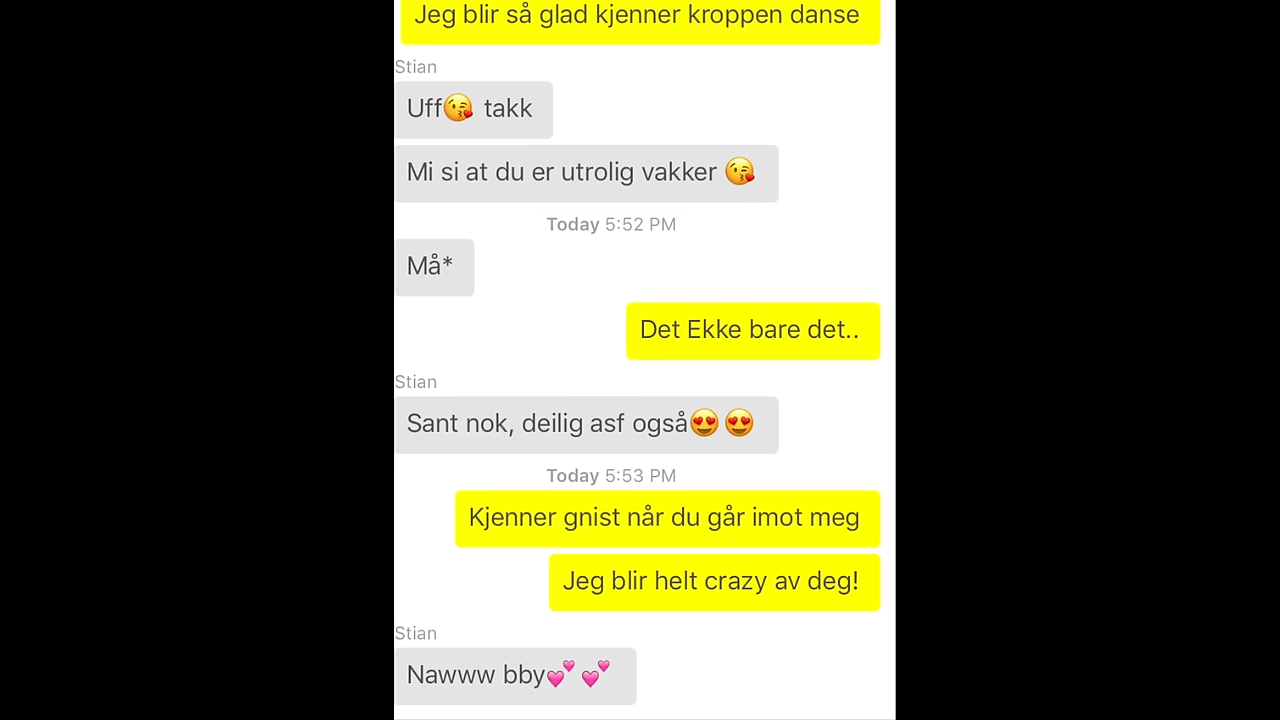 Jeg blir så glad kjenner kroppen danse
Stian
Uff😘 takk
Mi si at du er utrolig vakker 😘
Today 5:52 PM
Må*
Det Ekke bare det..
Stian
Sant nok, deilig asf også😍😍
Today 5:53 PM
Kjenner gnist når du går imot meg
Jeg blir helt crazy av deg!
Stian
Nawww bby💕💕